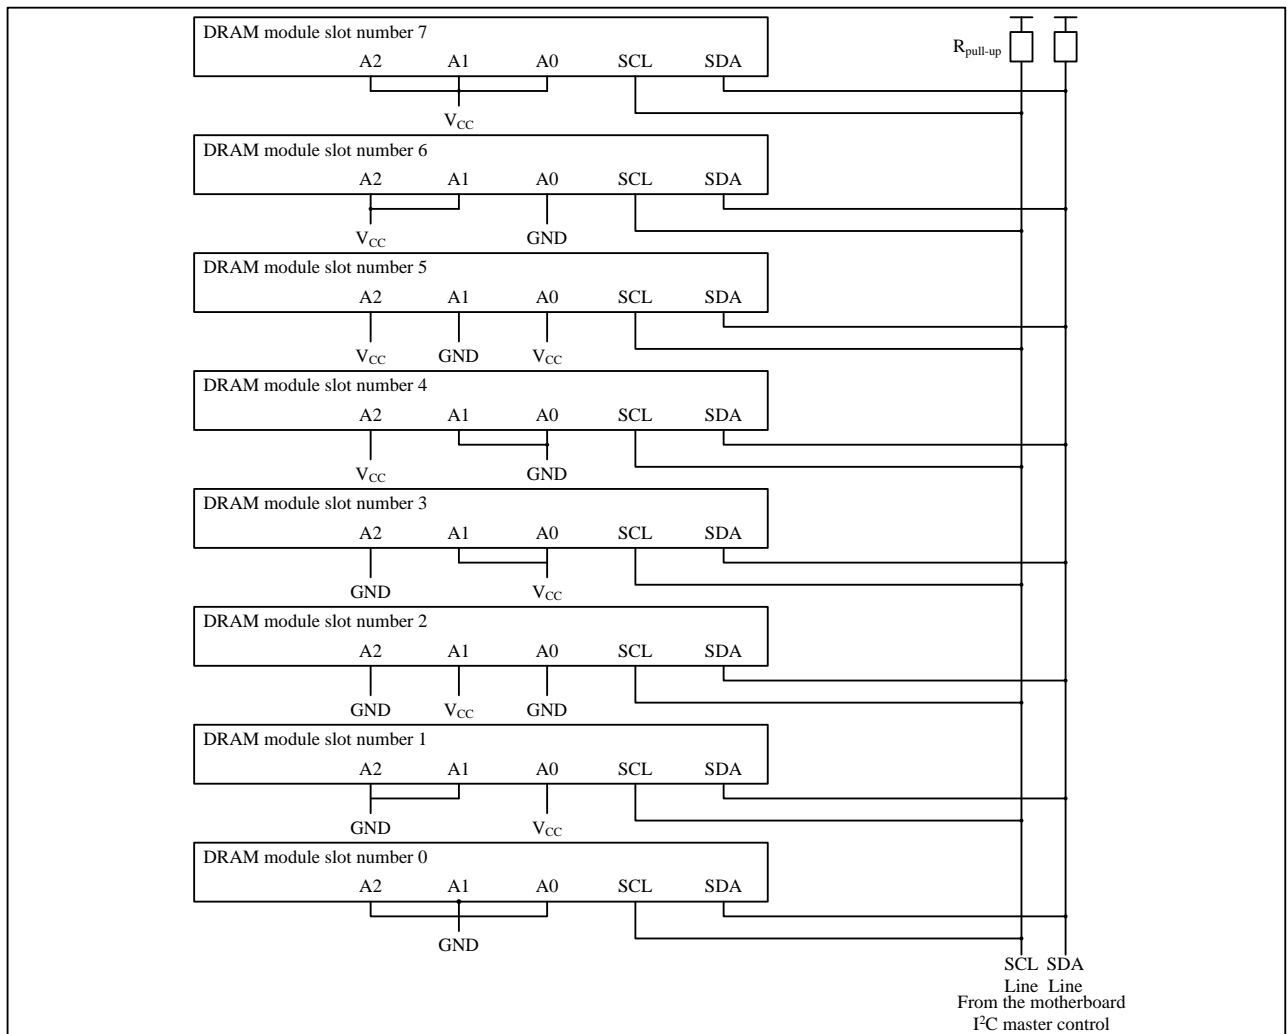 DRAM module slot number 7
A2 A1 A0 SCL SDA
R_pull-up
V_CC
DRAM module slot number 6
A2 A1 A0 SCL SDA
V_CC GND
DRAM module slot number 5
A2 A1 A0 SCL SDA
V_CC GND V_CC
DRAM module slot number 4
A2 A1 A0 SCL SDA
V_CC GND
DRAM module slot number 3
A2 A1 A0 SCL SDA
GND V_CC
DRAM module slot number 2
A2 A1 A0 SCL SDA
GND V_CC GND
DRAM module slot number 1
A2 A1 A0 SCL SDA
GND V_CC
DRAM module slot number 0
A2 A1 A0 SCL SDA
GND
SCL SDA
Line Line
From the motherboard
I²C master control